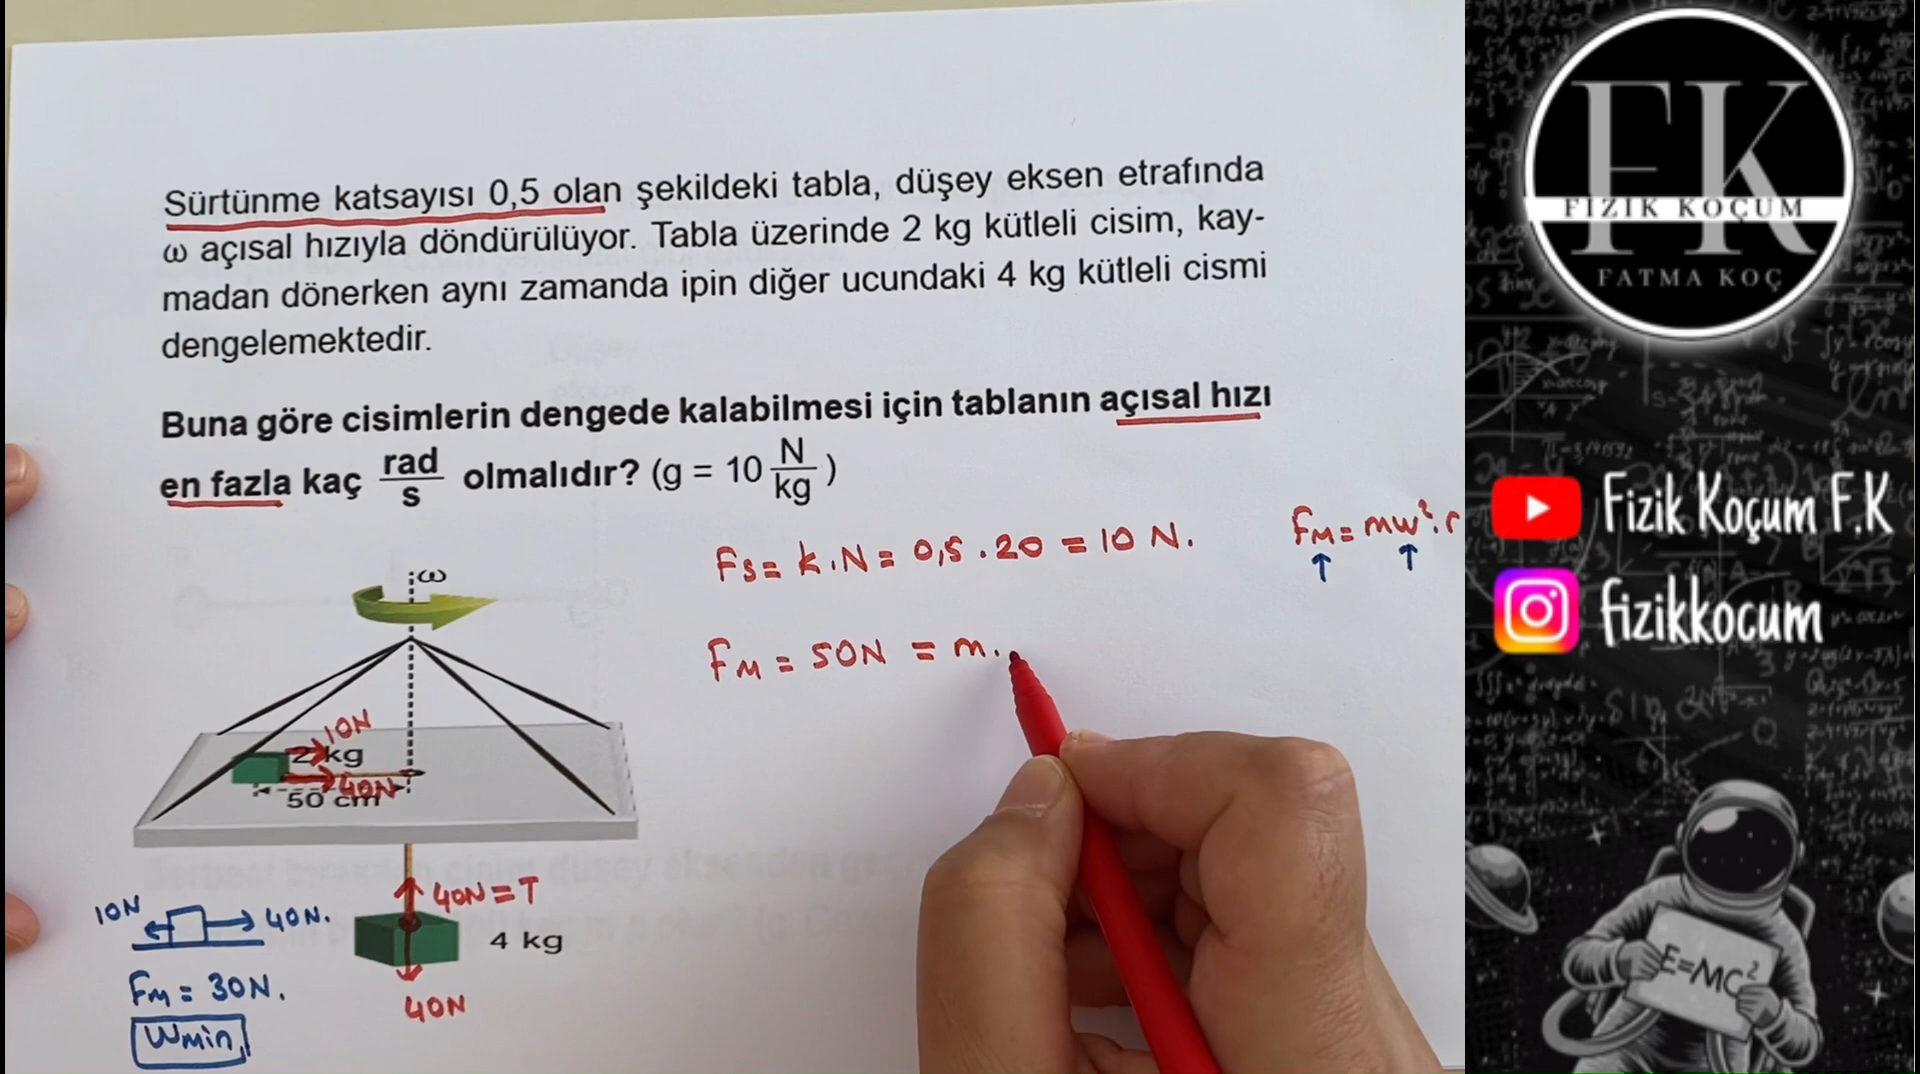 Sürtünme katsayısı 0,5 olan şekildeki tabla, düşey eksen etrafında
ω açısal hızıyla döndürülüyor. Tabla üzerinde 2 kg kütleli cisim, kay-
madan dönerken aynı zamanda ipin diğer ucundaki 4 kg kütleli cismi
dengelemektedir.
Buna göre cisimlerin dengede kalabilmesi için tablanın açısal hızı
en fazla kaç rad/s olmalıdır? (g = 10 N/kg)
Fs = k.N = 0,5 . 20 = 10 N.
FM = mw².r
FM = 50N = m.
ω
10N
2 kg
40N
50 cm
40N = T
4 kg
40N
10N
40N.
FM = 30N.
Wmin
FK
FİZİK KOÇUM
FATMA KOÇ
Fizik Koçum F.K
fizikkocum
E=MC²